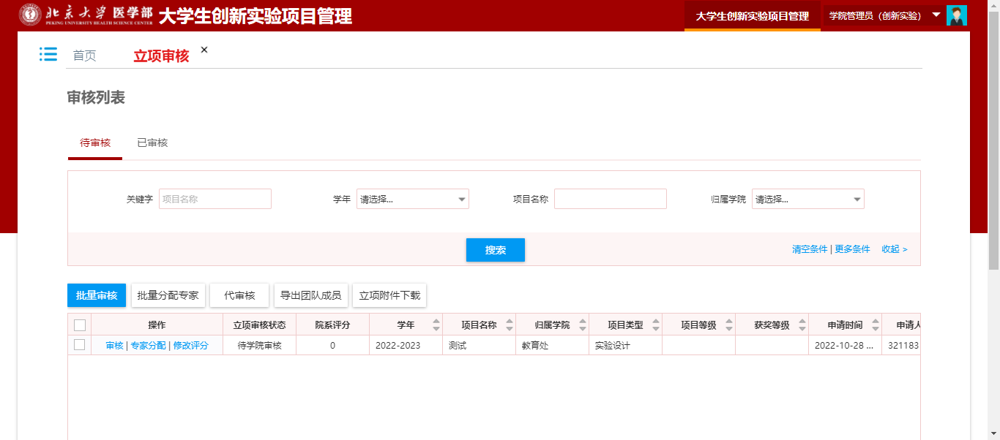 北京大学 医学部 大学生创新实验项目管理 大学生创新实验项目管理 学院管理员（创新实验）
PEKING UNIVERSITY HEALTH SCIENCE CENTER
首页 立项审核 ×
审核列表
待审核 已审核
关键字 项目名称 学年 请选择... 项目名称 归属学院 请选择...
搜索 清空条件 | 更多条件 收起 >
批量审核 批量分配专家 代审核 导出团队成员 立项附件下载
操作 立项审核状态 院系评分 学年 项目名称 归属学院 项目类型 项目等级 获奖等级 申请时间 申请人
审核 | 专家分配 | 修改评分 待学院审核 0 2022-2023 测试 教育处 实验设计 2022-10-28 ... 321183